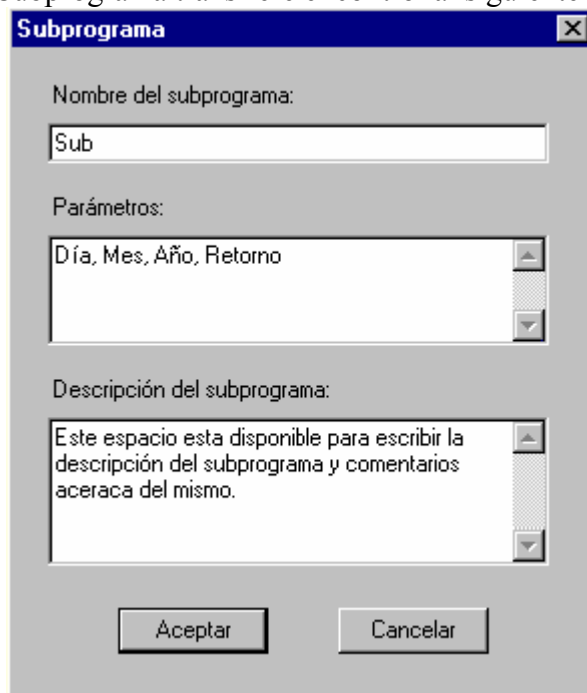 Subprograma
Nombre del subprograma:
Sub
Parámetros:
Día, Mes, Año, Retorno
Descripción del subprograma:
Este espacio esta disponible para escribir la
descripción del subprograma y comentarios
aceraca del mismo.
Aceptar
Cancelar